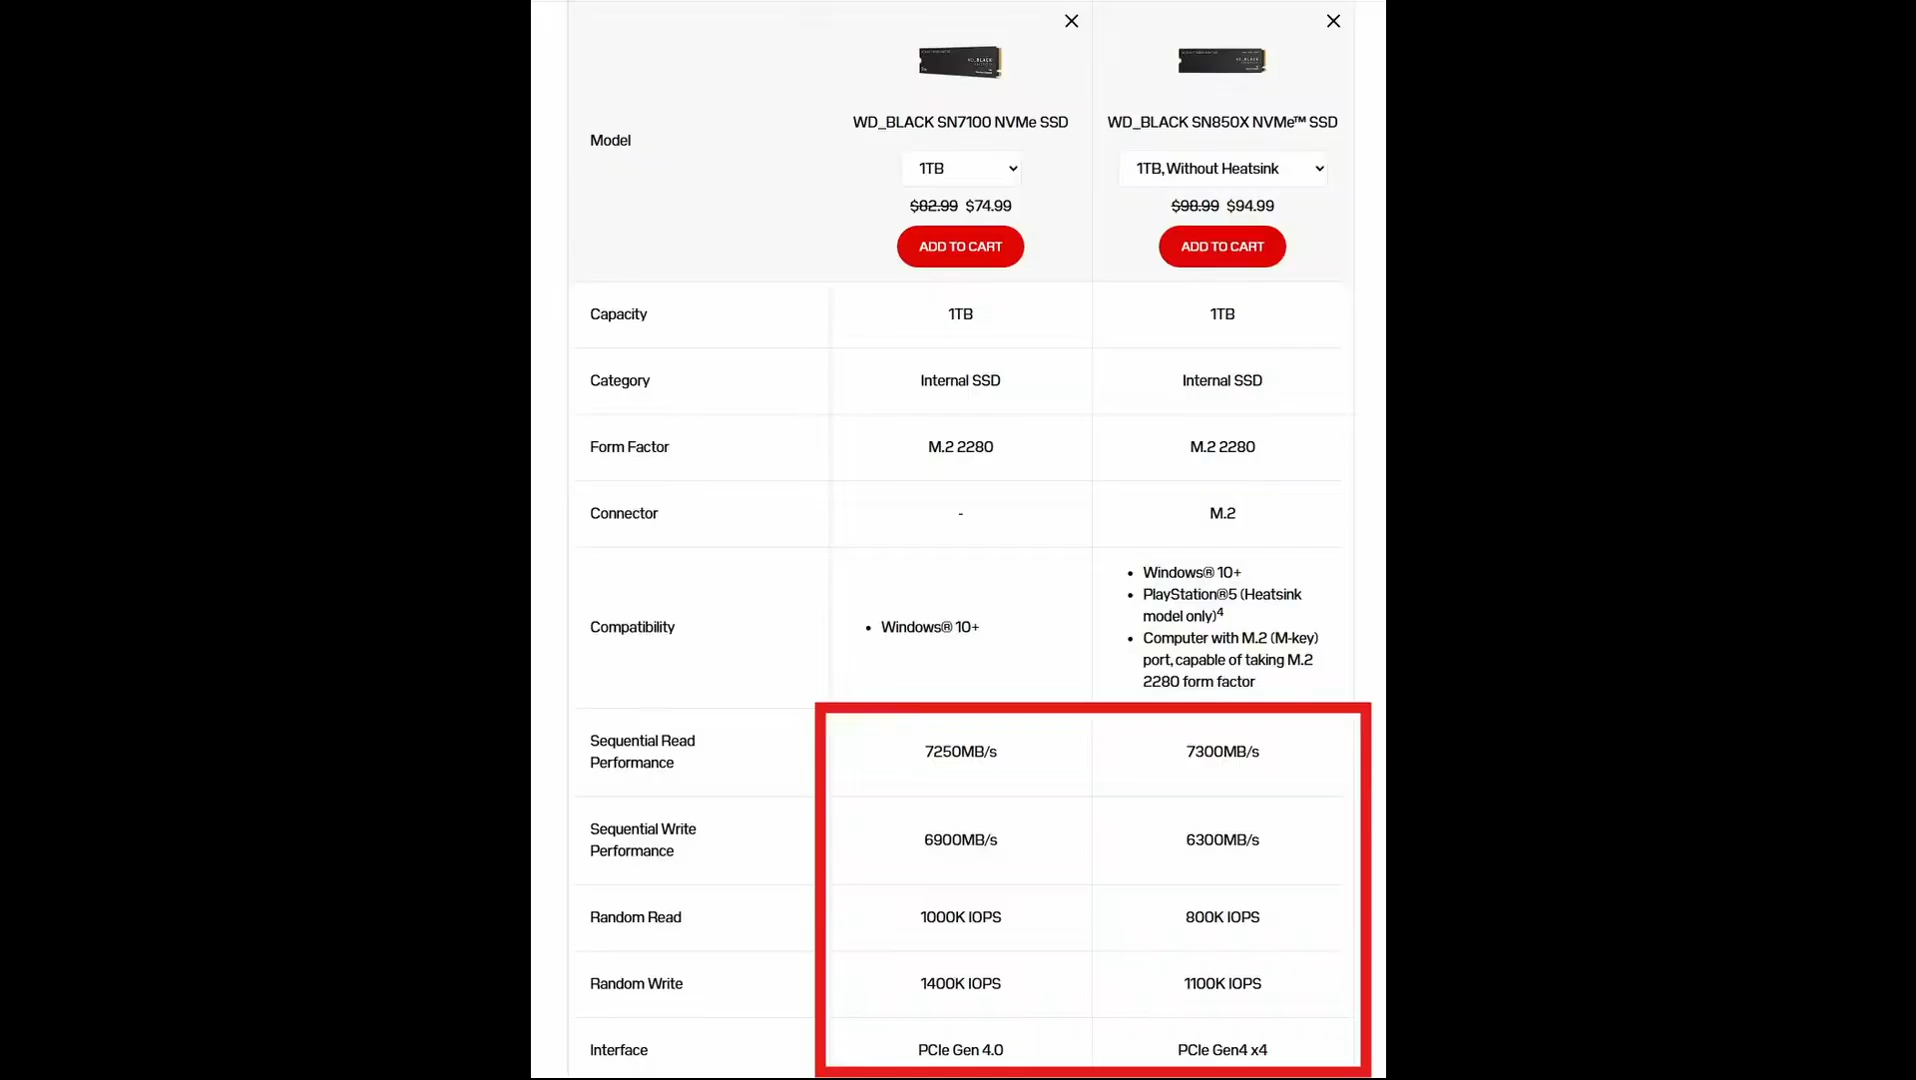 Model
WD_BLACK SN7100 NVMe SSD
1TB
$82.99 $74.99
ADD TO CART
WD_BLACK SN850X NVMe™ SSD
1TB, Without Heatsink
$98.99 $94.99
ADD TO CART
Capacity 1TB 1TB
Category Internal SSD Internal SSD
Form Factor M.2 2280 M.2 2280
Connector - M.2
Compatibility
• Windows® 10+
• Windows® 10+
• PlayStation®5 (Heatsink
model only)⁴
• Computer with M.2 (M-key)
port, capable of taking M.2
2280 form factor
Sequential Read
Performance
7250MB/s 7300MB/s
Sequential Write
Performance
6900MB/s 6300MB/s
Random Read 1000K IOPS 800K IOPS
Random Write 1400K IOPS 1100K IOPS
Interface PCIe Gen 4.0 PCIe Gen4 x4